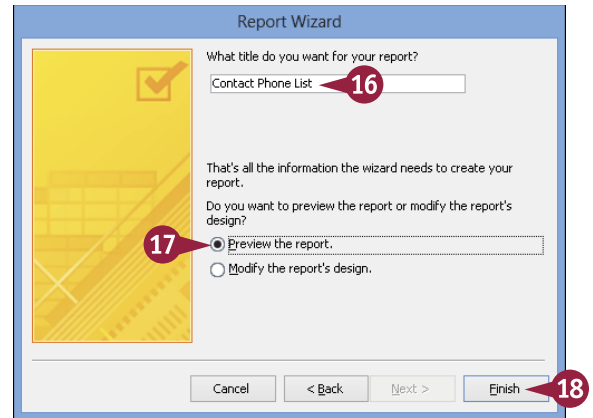 Report Wizard
What title do you want for your report?
Contact Phone List
16
That's all the information the wizard needs to create your
report.
Do you want to preview the report or modify the report's
design?
17
Preview the report.
Modify the report's design.
Cancel
< Back
Next >
Finish
18